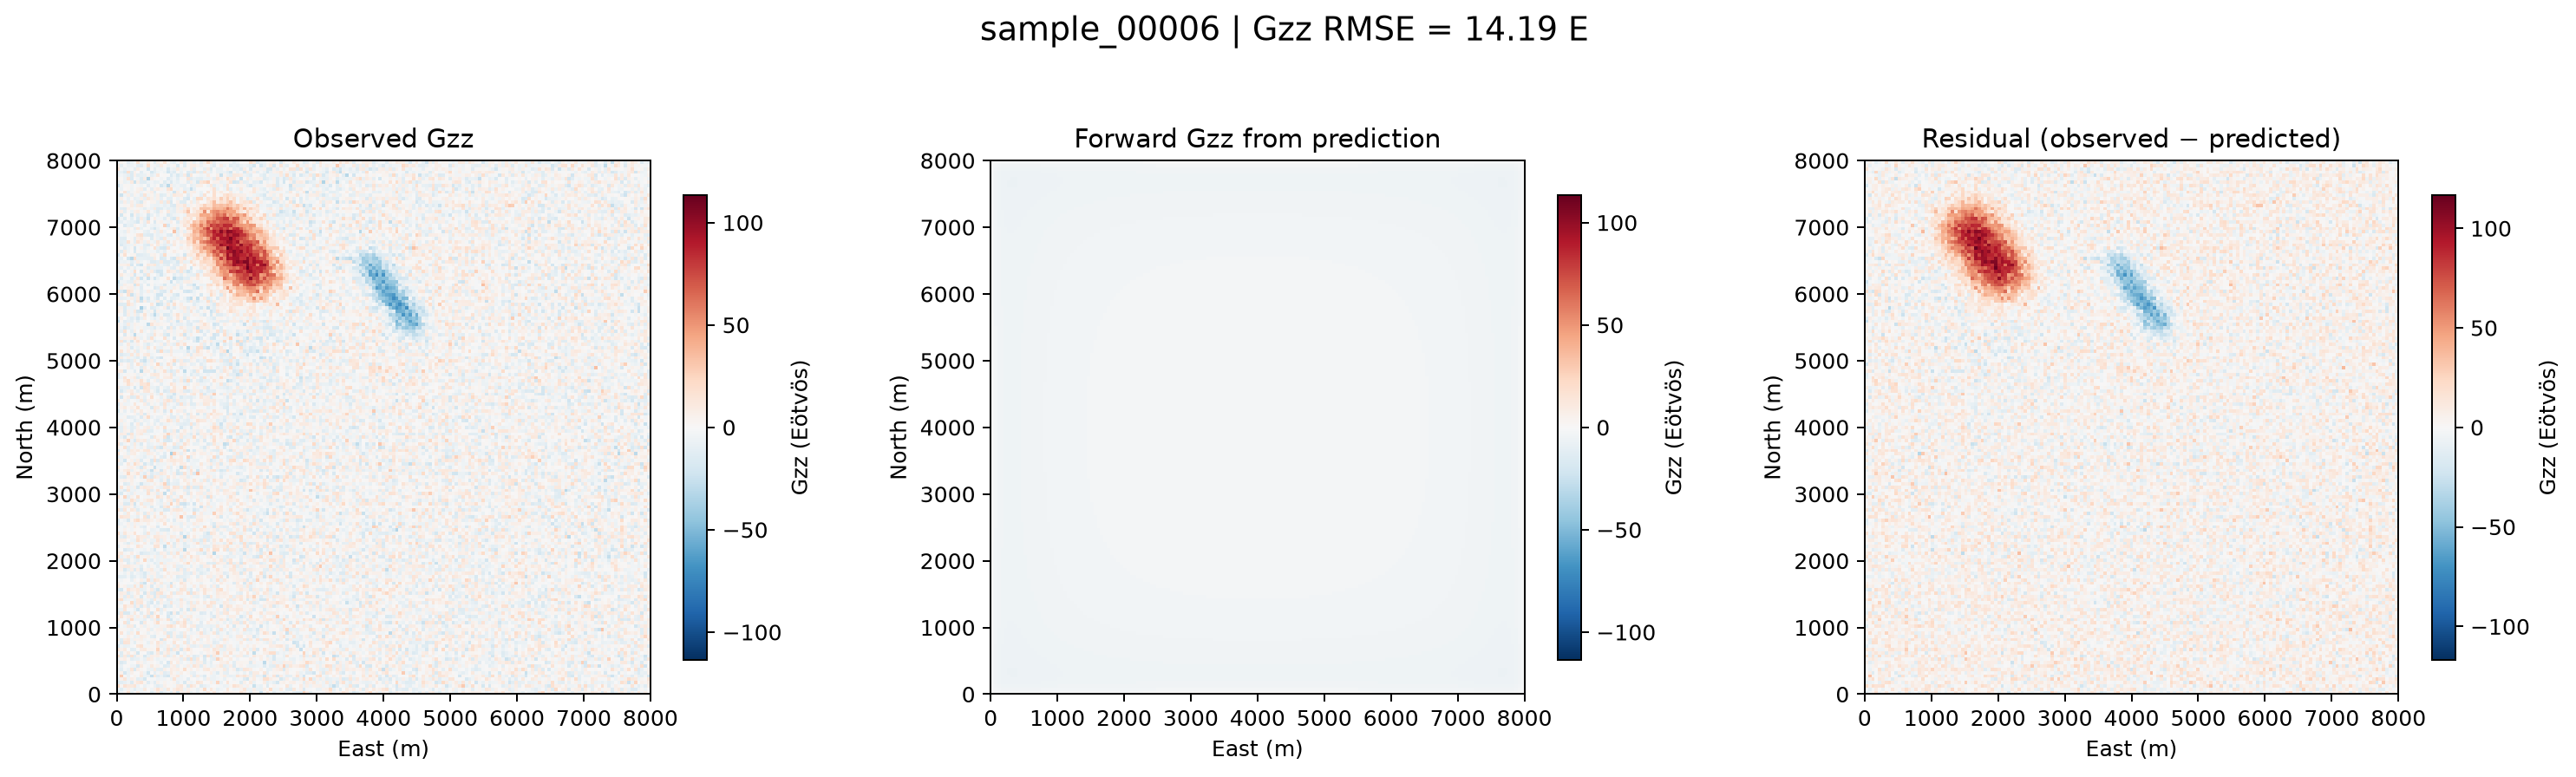 sample_00006 | Gzz RMSE = 14.19 E
Observed Gzz
8000
7000
6000
5000
4000
3000
2000
1000
0
North (m)
0 1000 2000 3000 4000 5000 6000 7000 8000
East (m)
100
50
0
−50
−100
Gzz (Eötvös)
Forward Gzz from prediction
8000
7000
6000
5000
4000
3000
2000
1000
0
North (m)
0 1000 2000 3000 4000 5000 6000 7000 8000
East (m)
100
50
0
−50
−100
Gzz (Eötvös)
Residual (observed − predicted)
8000
7000
6000
5000
4000
3000
2000
1000
0
North (m)
0 1000 2000 3000 4000 5000 6000 7000 8000
East (m)
100
50
0
−50
−100
Gzz (Eötvös)